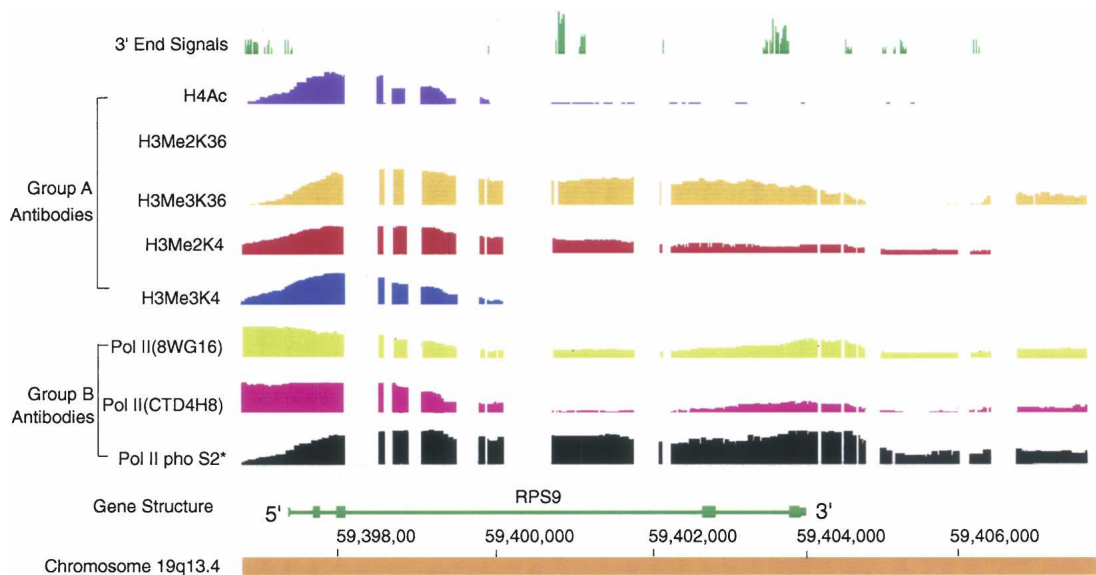 3' End Signals
H4Ac
H3Me2K36
Group A
Antibodies
H3Me3K36
H3Me2K4
H3Me3K4
Pol II(8WG16)
Group B
Antibodies
Pol II(CTD4H8)
Pol II pho S2*
Gene Structure
5'
RPS9
3'
59,398,00
59,400,000
59,402,000
59,404,000
59,406,000
Chromosome 19q13.4